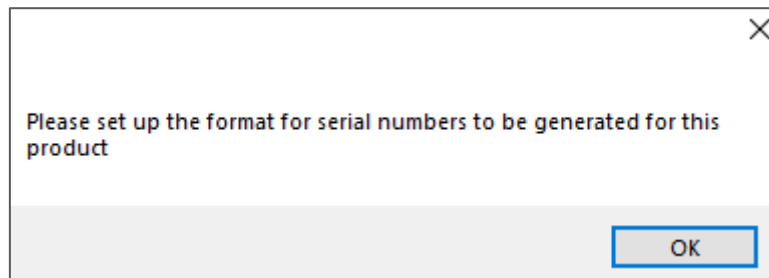 Please set up the format for serial numbers to be generated for this
product
OK